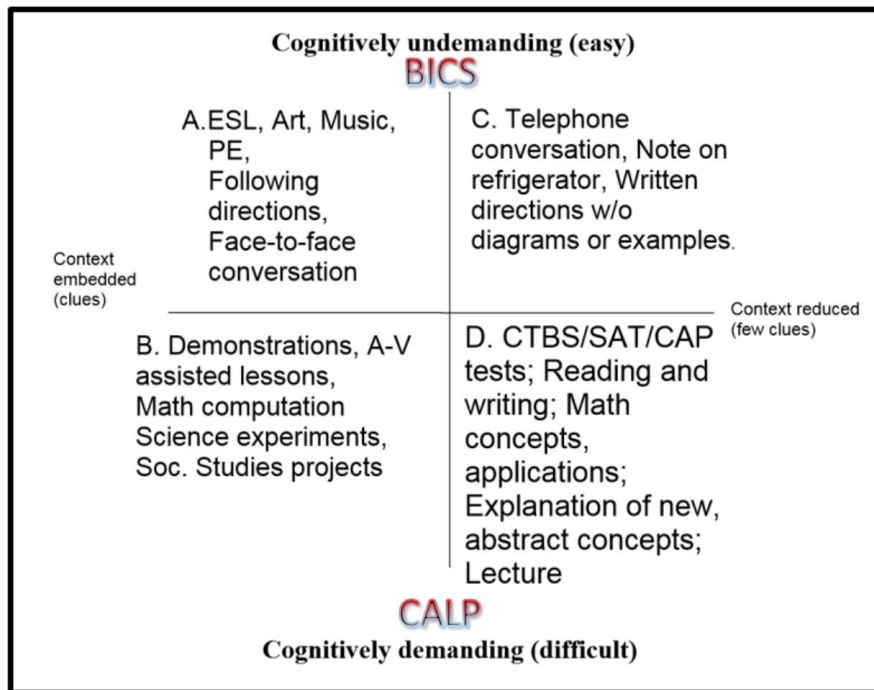 Cognitively undemanding (easy)
BICS
A.ESL, Art, Music,
PE,
Following
directions,
Face-to-face
conversation
C. Telephone
conversation, Note on
refrigerator, Written
directions w/o
diagrams or examples.
Context
embedded
(clues)
Context reduced
(few clues)
B. Demonstrations, A-V
assisted lessons,
Math computation
Science experiments,
Soc. Studies projects
D. CTBS/SAT/CAP
tests; Reading and
writing; Math
concepts,
applications;
Explanation of new,
abstract concepts;
Lecture
CALP
Cognitively demanding (difficult)